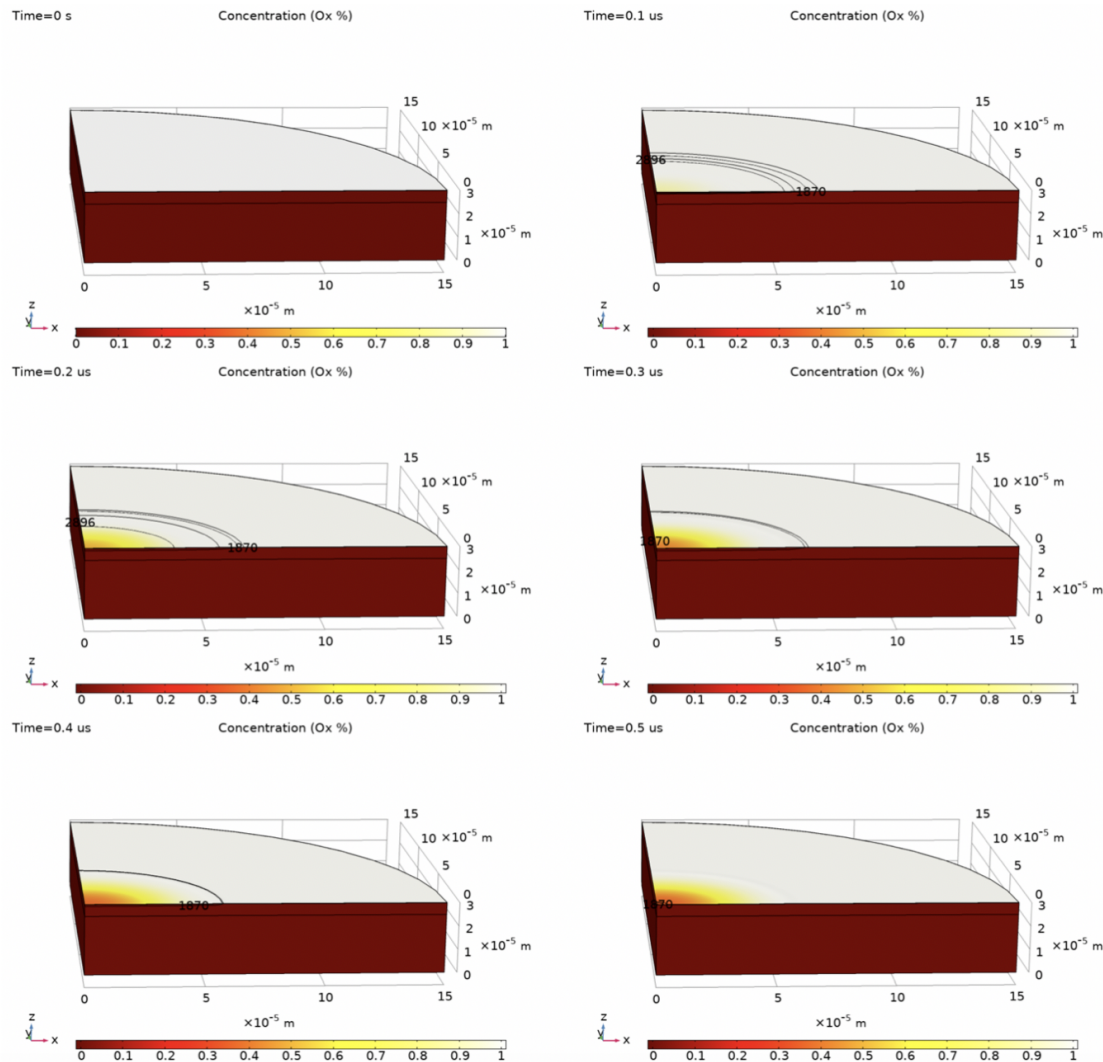 Time=0 s Concentration (Ox %)
15
10 ×10⁻⁵ m
5
0
3
2
×10⁻⁵ m
1
0
0 5 10 15
×10⁻⁵ m
z
y x
0 0.1 0.2 0.3 0.4 0.5 0.6 0.7 0.8 0.9 1
Time=0.1 us Concentration (Ox %)
15
10 ×10⁻⁵ m
5
0
1870
3
2
×10⁻⁵ m
1
0
0 5 10 15
×10⁻⁵ m
z
y x
0 0.1 0.2 0.3 0.4 0.5 0.6 0.7 0.8 0.9 1
Time=0.2 us Concentration (Ox %)
15
10 ×10⁻⁵ m
5
0
1870
3
2
×10⁻⁵ m
1
0
0 5 10 15
×10⁻⁵ m
z
y x
0 0.1 0.2 0.3 0.4 0.5 0.6 0.7 0.8 0.9 1
Time=0.3 us Concentration (Ox %)
15
10 ×10⁻⁵ m
5
0
1870
3
2
×10⁻⁵ m
1
0
0 5 10 15
×10⁻⁵ m
z
y x
0 0.1 0.2 0.3 0.4 0.5 0.6 0.7 0.8 0.9 1
Time=0.4 us Concentration (Ox %)
15
10 ×10⁻⁵ m
5
0
1870
3
2
×10⁻⁵ m
1
0
0 5 10 15
×10⁻⁵ m
z
y x
0 0.1 0.2 0.3 0.4 0.5 0.6 0.7 0.8 0.9 1
Time=0.5 us Concentration (Ox %)
15
10 ×10⁻⁵ m
5
0
1870
3
2
×10⁻⁵ m
1
0
0 5 10 15
×10⁻⁵ m
z
y x
0 0.1 0.2 0.3 0.4 0.5 0.6 0.7 0.8 0.9 1